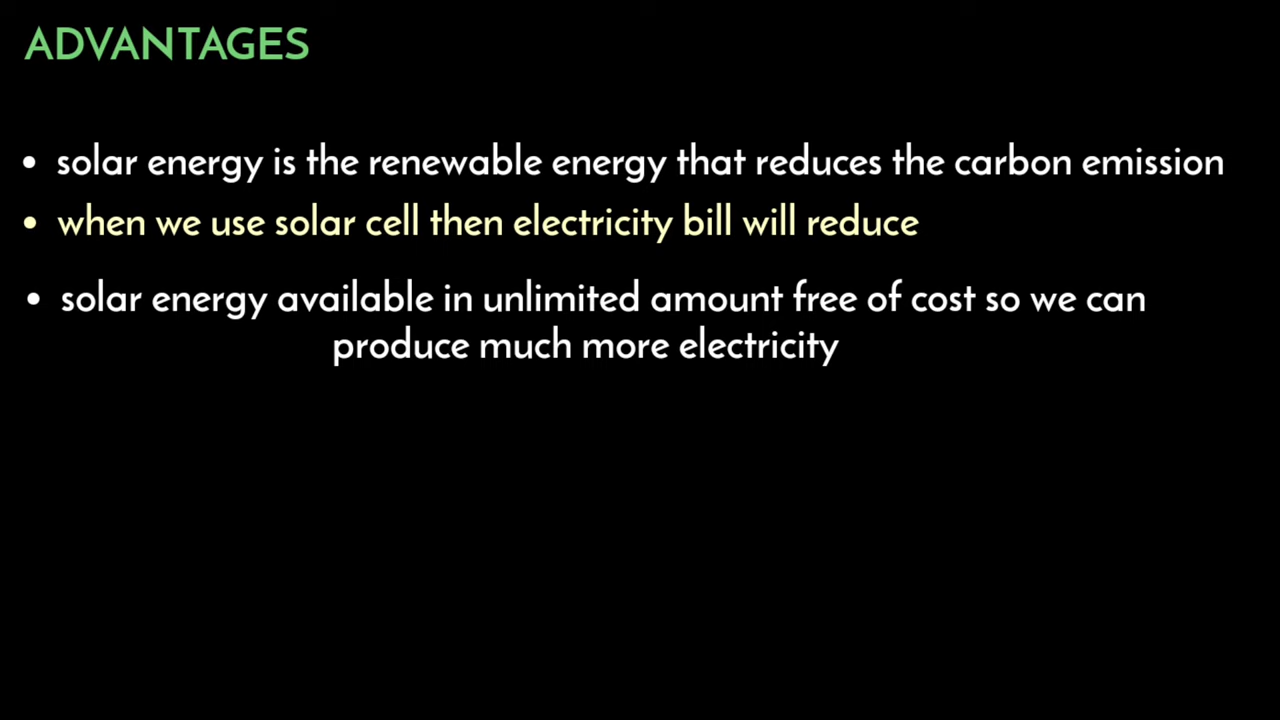 ADVANTAGES
• solar energy is the renewable energy that reduces the carbon emission
• when we use solar cell then electricity bill will reduce
• solar energy available in unlimited amount free of cost so we can
produce much more electricity